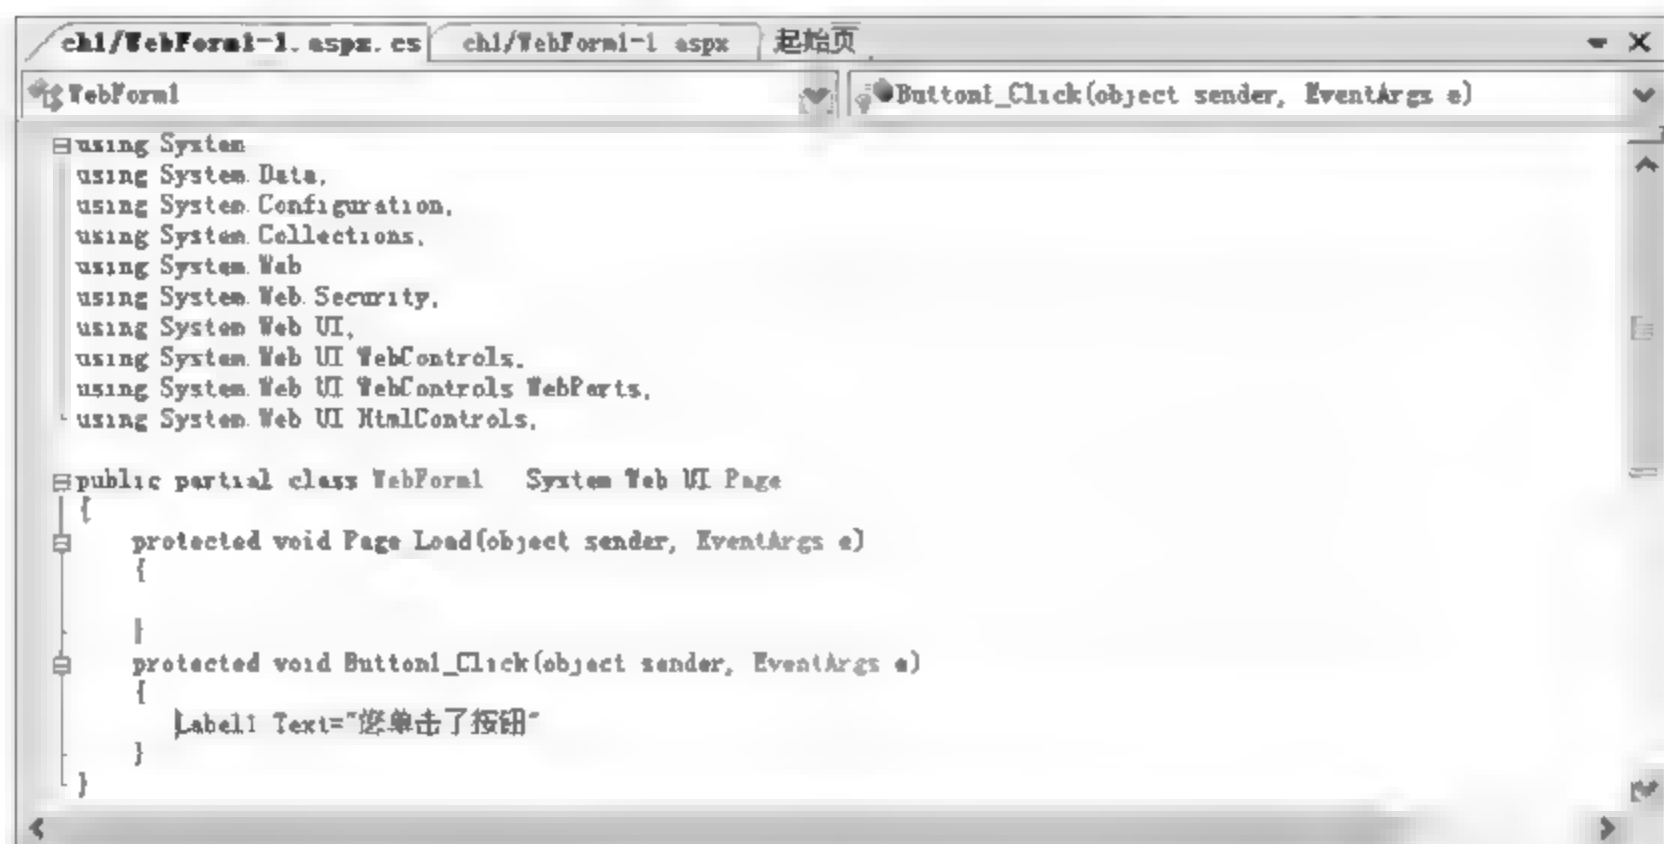 ch1/WebForm1-1.aspx.cs ch1/WebForm1-1 aspx 起始页
WebForm1 Button1_Click(object sender, EventArgs e)
using System
using System.Data,
using System.Configuration,
using System.Collections,
using System.Web
using System.Web.Security,
using System Web UI,
using System.Web UI WebControls,
using System.Web UI WebControls WebParts,
using System.Web UI HtmlControls,
public partial class WebForm1 System Web UI Page
{
protected void Page Load(object sender, EventArgs e)
{
}
protected void Button1_Click(object sender, EventArgs e)
{
Label1 Text="您单击了按钮"
}
}